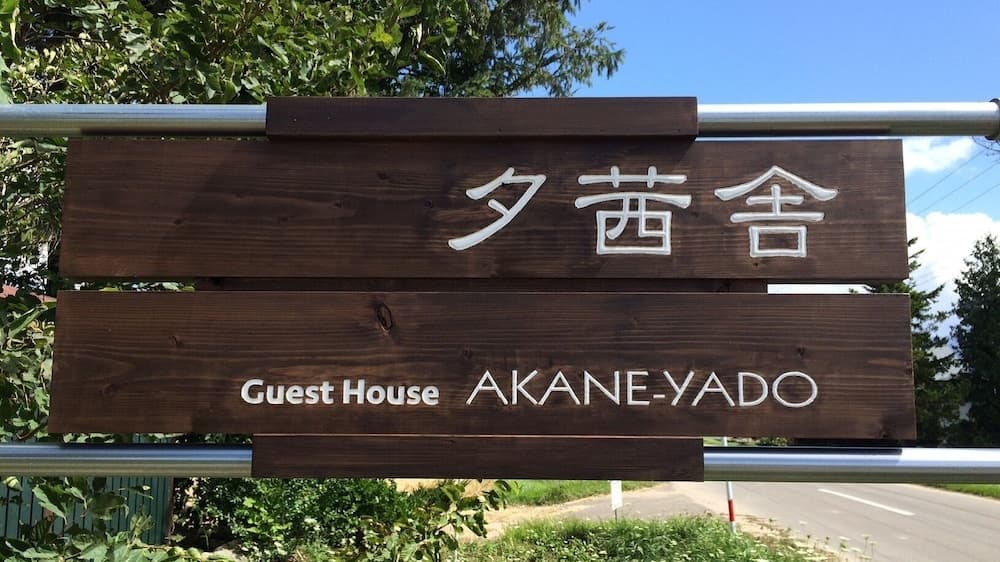 夕茜舎
Guest House AKANE-YADO